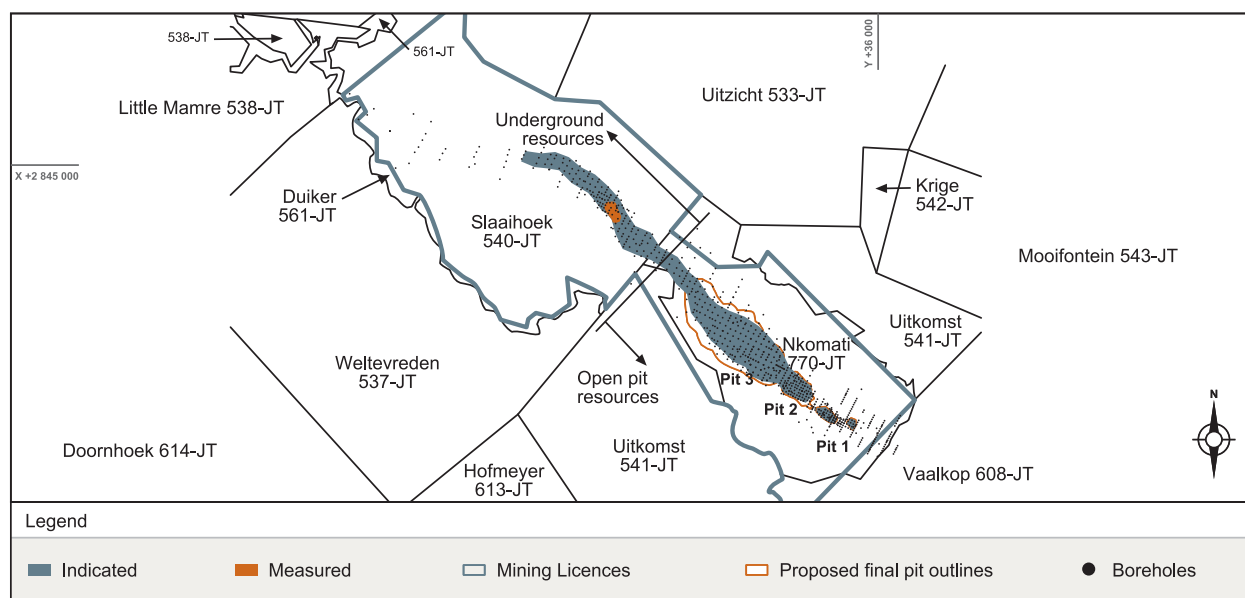 538-JT
561-JT
Y +36 000
Little Mamre 538-JT
Uitzicht 533-JT
Underground
resources
X +2 845 000
Duiker
561-JT
Krige
542-JT
Slaaihoek
540-JT
Mooifontein 543-JT
Uitkomst
541-JT
Nkomati
770-JT
Weltevreden
537-JT
Open pit
resources
Pit 3
Pit 2
Pit 1
Doornhoek 614-JT
Uitkomst
541-JT
Hofmeyer
613-JT
Vaalkop 608-JT
N
Legend
Indicated
Measured
Mining Licences
Proposed final pit outlines
Boreholes